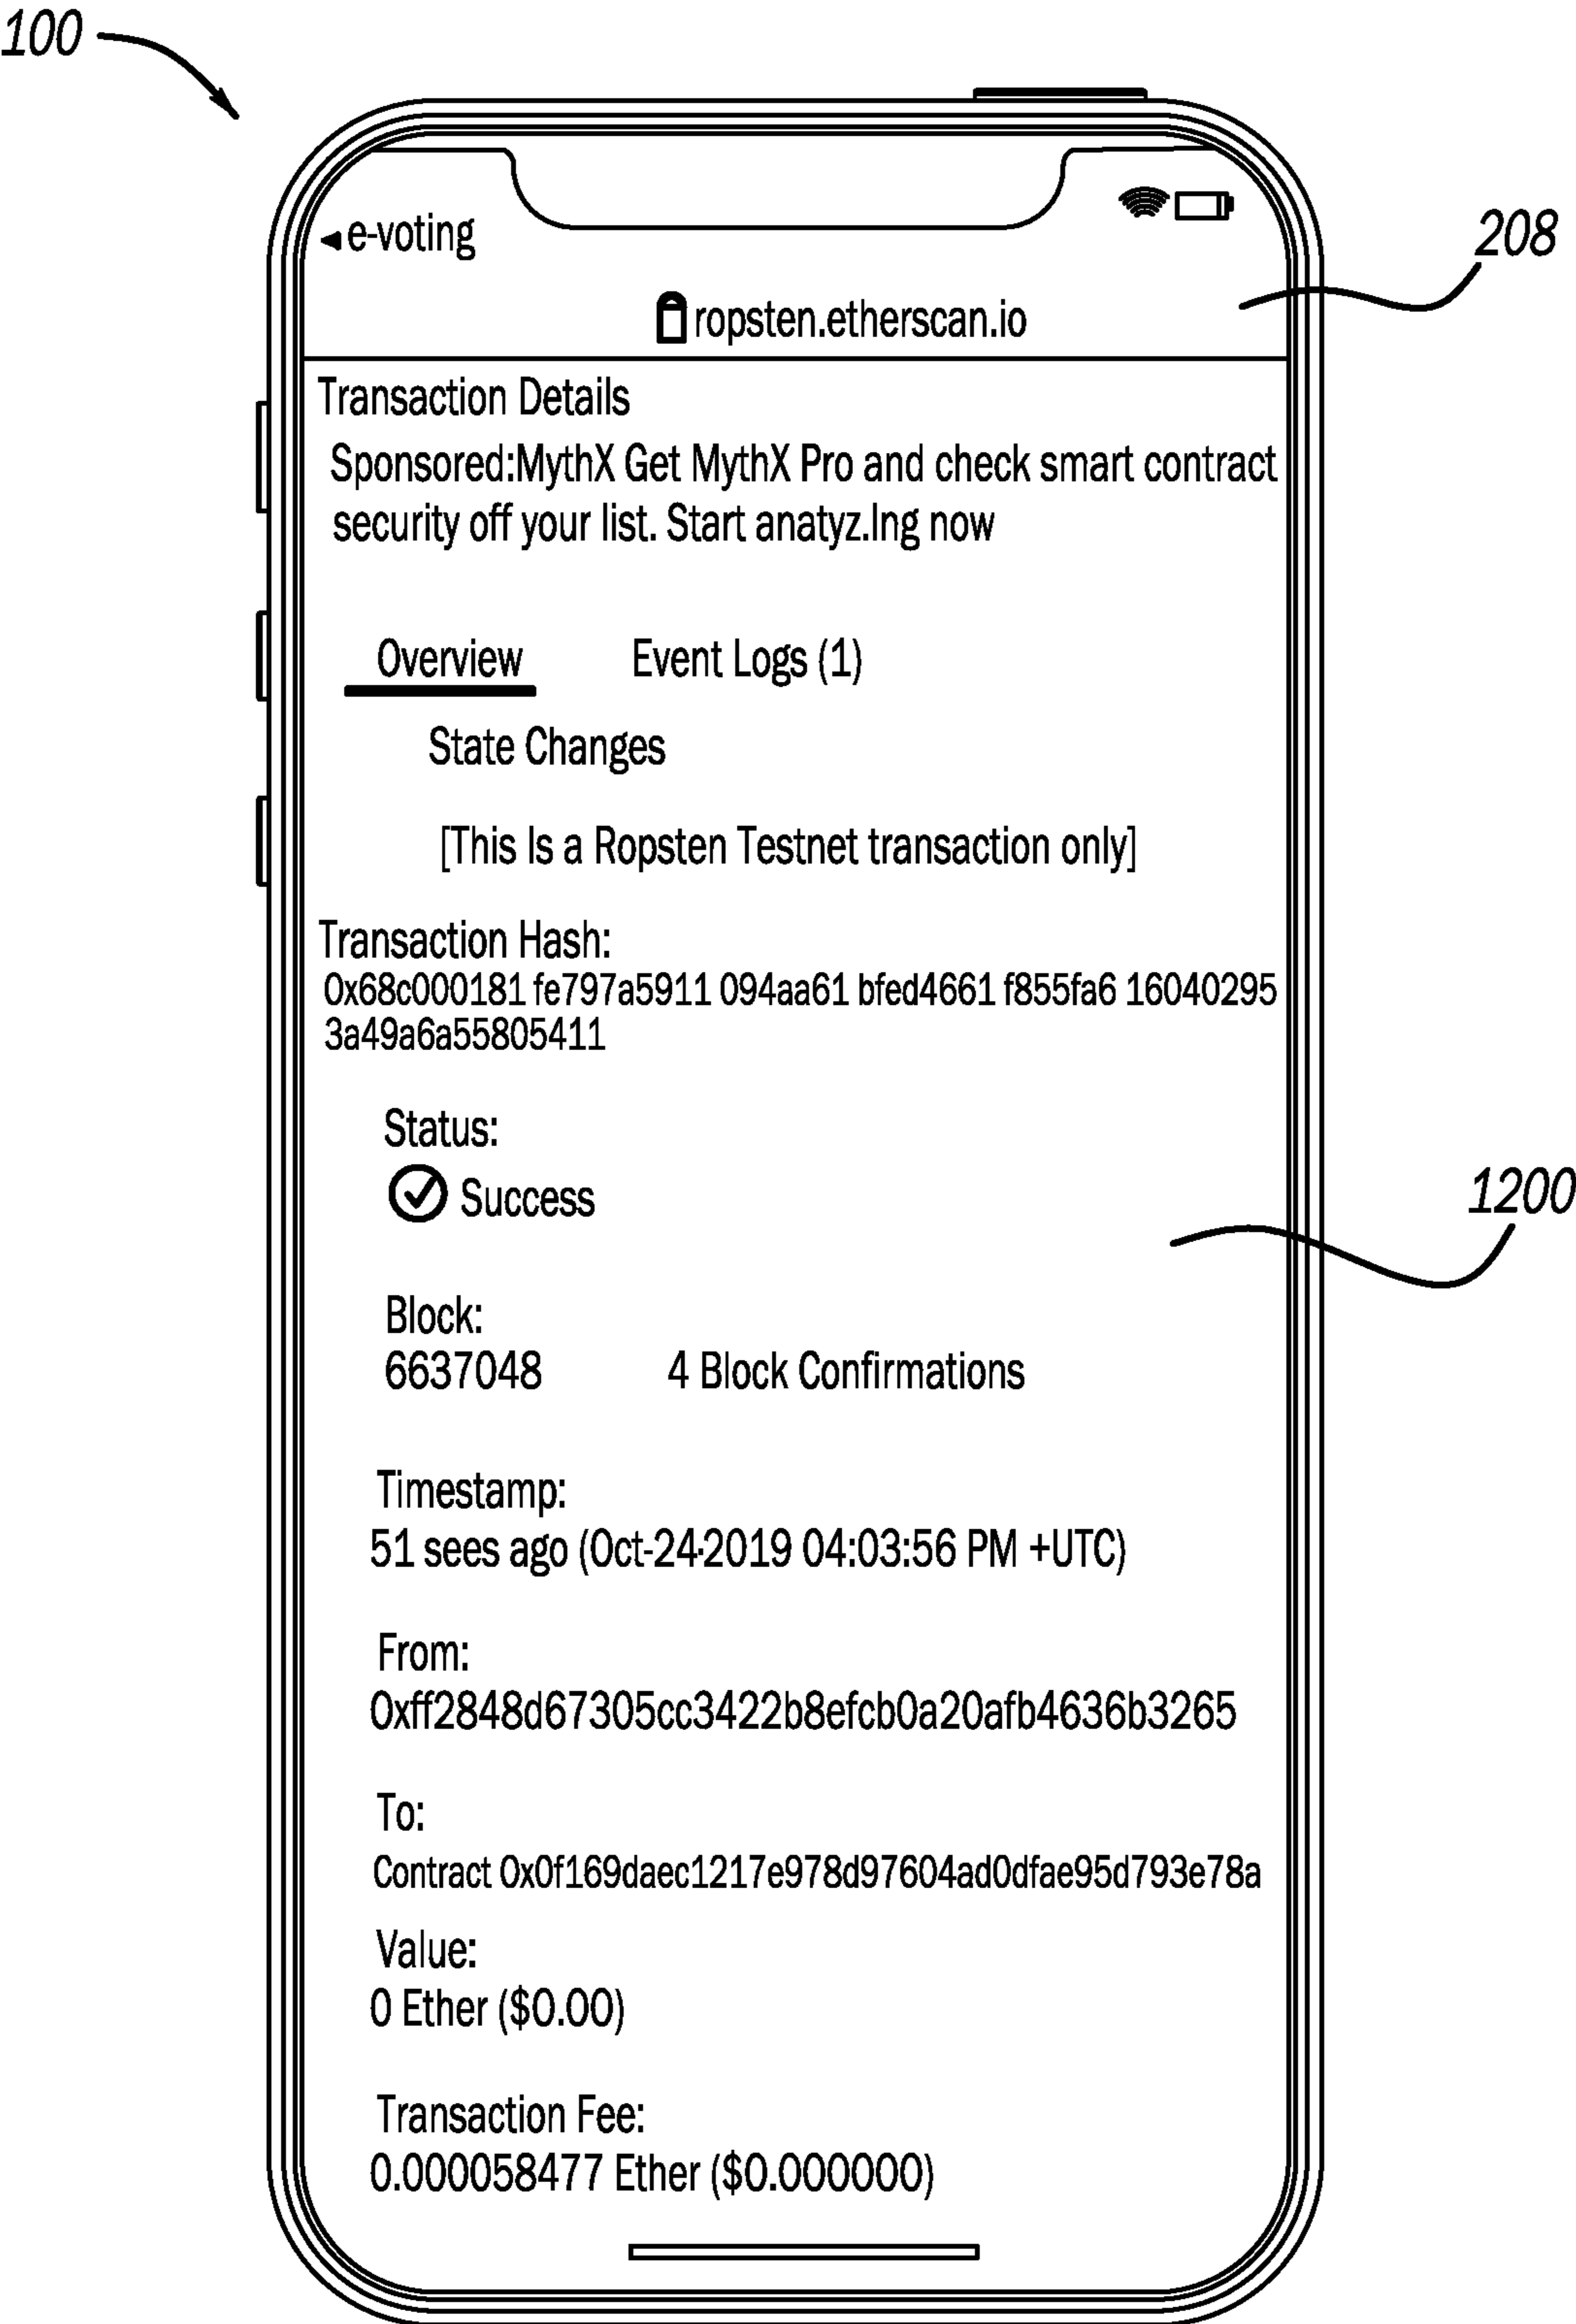 100
e-voting
208
ropsten.etherscan.io
Transaction Details
Sponsored:MythX Get MythX Pro and check smart contract
security off your list. Start anatyz.Ing now
Overview Event Logs (1)
State Changes
[This Is a Ropsten Testnet transaction only]
Transaction Hash:
0x68c000181 fe797a5911 094aa61 bfed4661 f855fa6 16040295
3a49a6a55805411
Status:
Success
1200
Block:
6637048 4 Block Confirmations
Timestamp:
51 sees ago (Oct-24-2019 04:03:56 PM +UTC)
From:
0xff2848d67305cc3422b8efcb0a20afb4636b3265
To:
Contract 0x0f169daec1217e978d97604ad0dfae95d793e78a
Value:
0 Ether ($0.00)
Transaction Fee:
0.000058477 Ether ($0.000000)